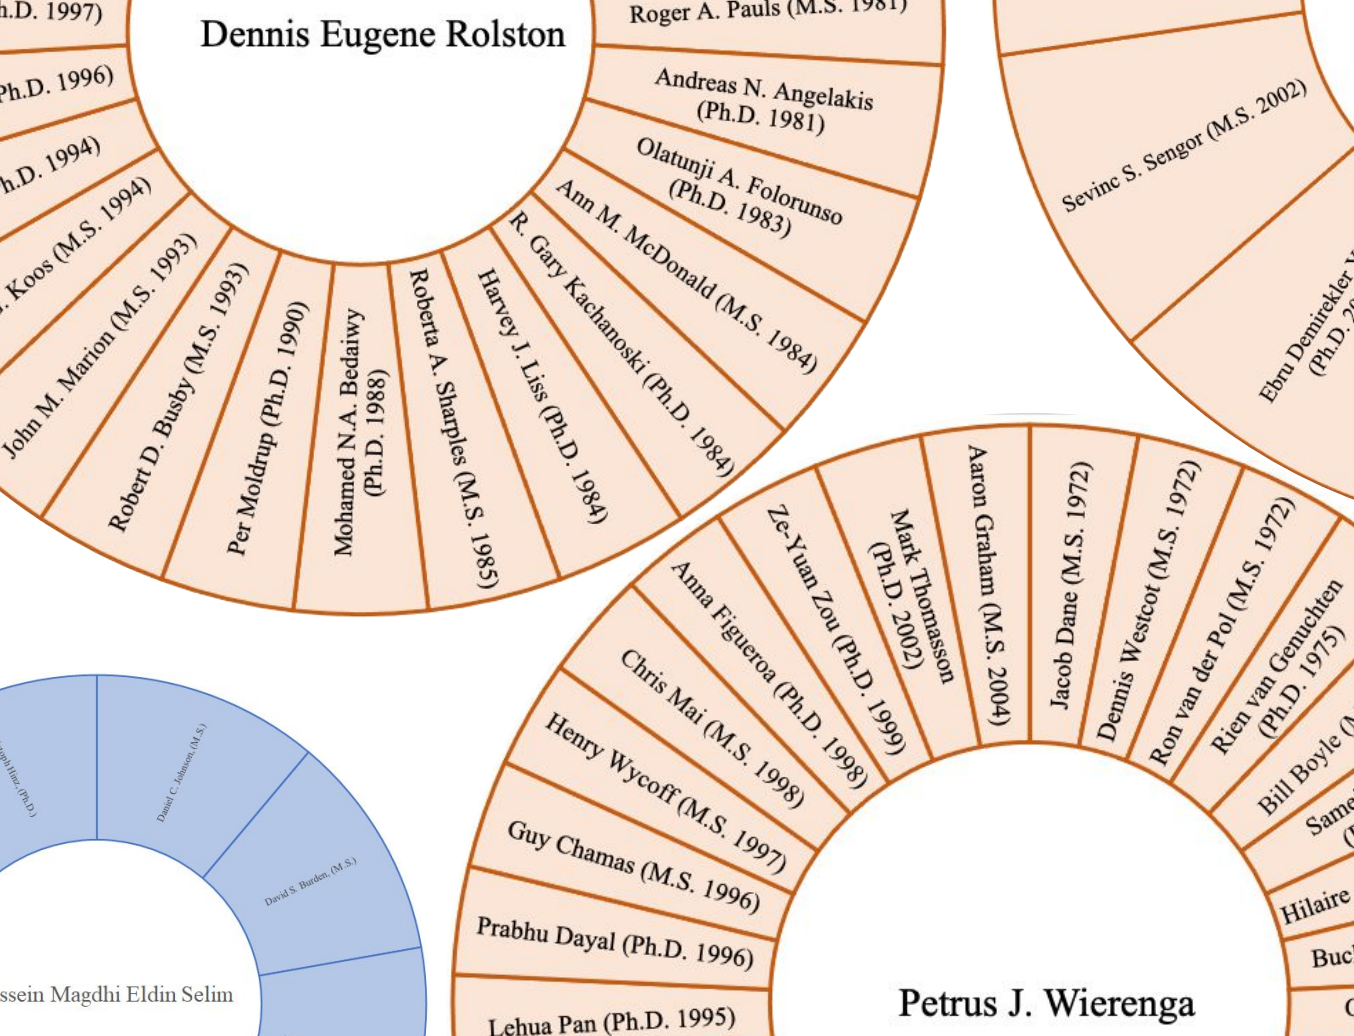 h.D. 1997)
Ph.D. 1996)
h.D. 1994)
Koos (M.S. 1994)
John M. Marion (M.S. 1993)
Robert D. Busby (M.S. 1993)
Per Moldrup (Ph.D. 1990)
Mohamed N.A. Bedaiwy
(Ph.D. 1988)
Roberta A. Sharples (M.S. 1985)
Harvey J. Liss (Ph.D. 1984)
R. Gary Kachanoski (Ph.D. 1984)
Ann M. McDonald (M.S. 1984)
Olatunji A. Folorunso
(Ph.D. 1983)
Andreas N. Angelakis
(Ph.D. 1981)
Roger A. Pauls (M.S. 1981)
Dennis Eugene Rolston
Sevinc S. Sengor (M.S. 2002)
Ebru Demirekler
(Ph.D.
Lehua Pan (Ph.D. 1995)
Prabhu Dayal (Ph.D. 1996)
Guy Chamas (M.S. 1996)
Henry Wycoff (M.S. 1997)
Chris Mai (M.S. 1998)
Anna Figueroa (Ph.D. 1998)
Ze-Yuan Zou (Ph.D. 1999)
Mark Thomasson
(Ph.D. 2002)
Aaron Graham (M.S. 2004)
Jacob Dane (M.S. 1972)
Dennis Westcot (M.S. 1972)
Ron van der Pol (M.S. 1972)
Rien van Genuchten
(Ph.D. 1975)
Bill Boyle
Same
Hilaire
Buc
Petrus J. Wierenga
Hinz, (Ph.D.)
Daniel C. Johnson, (M.S.)
David S. Burden, (M.S.)
ssein Magdhi Eldin Selim